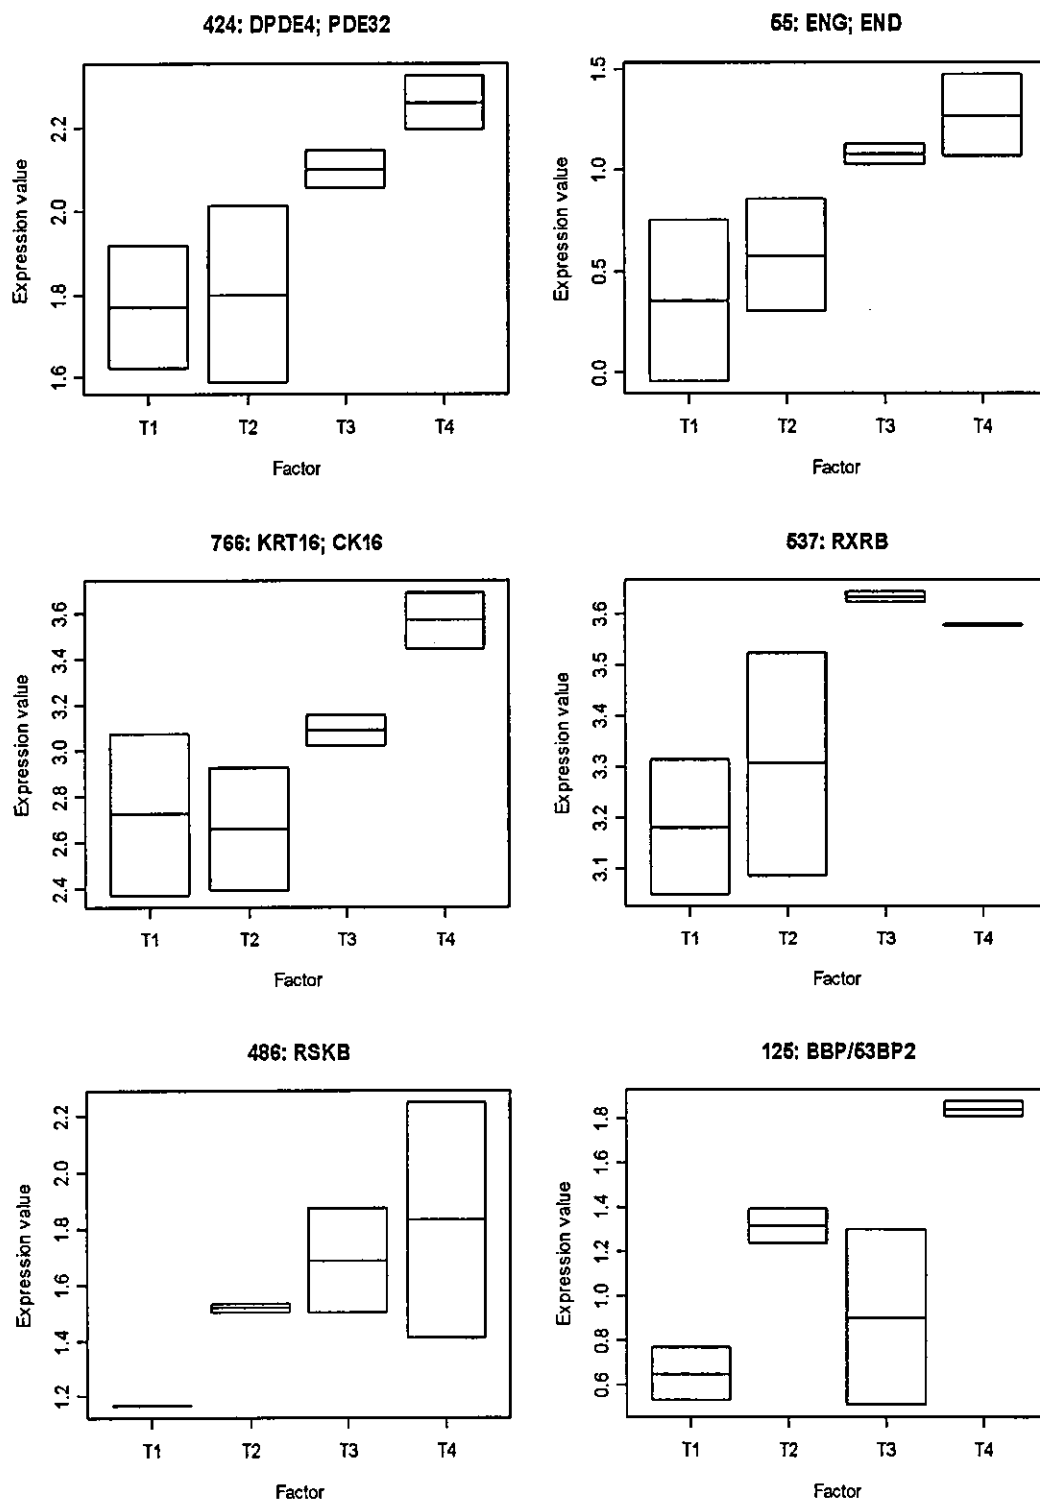 424: DPDE4; PDE32
Expression value
2.2
2.0
1.8
1.6
T1 T2 T3 T4
Factor
55: ENG; END
Expression value
1.5
1.0
0.5
0.0
T1 T2 T3 T4
Factor
766: KRT16; CK16
Expression value
3.6
3.4
3.2
3.0
2.8
2.6
2.4
T1 T2 T3 T4
Factor
537: RXRB
Expression value
3.6
3.5
3.4
3.3
3.2
3.1
T1 T2 T3 T4
Factor
486: RSKB
Expression value
2.2
2.0
1.8
1.6
1.4
1.2
T1 T2 T3 T4
Factor
125: BBP/53BP2
Expression value
1.8
1.6
1.4
1.2
1.0
0.8
0.6
T1 T2 T3 T4
Factor